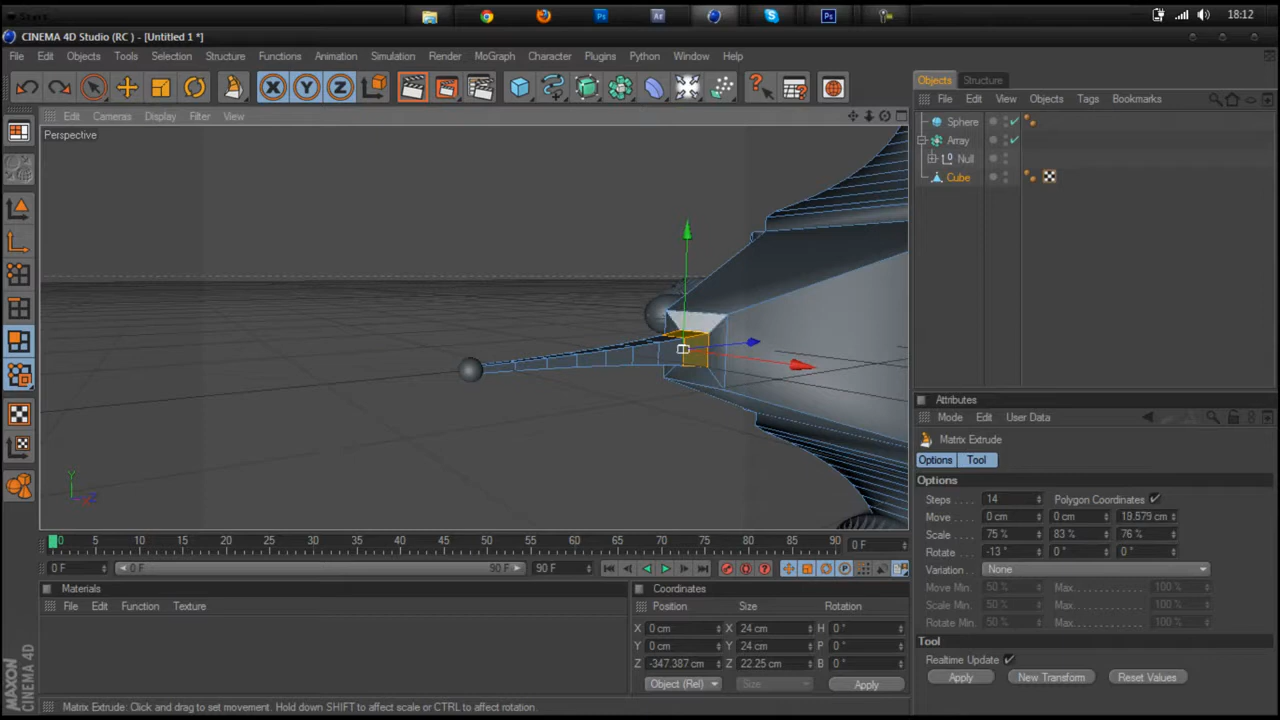 Start 18:12
CINEMA 4D Studio (RC ) - [Untitled 1 *]
File Edit Objects Tools Selection Structure Functions Animation Simulation Render MoGraph Character Plugins Python Window Help
Objects Structure
File Edit View Objects Tags Bookmarks
Edit Cameras Display Filter View
Perspective
Sphere
Array
Null
Cube
Y
Z
Attributes
Mode Edit User Data
Matrix Extrude
Options Tool
Options
Steps . . . . 14 Polygon Coordinates
Move . . . . 0 cm 0 cm 19.579 cm
Scale . . . . 75 % 83 % 76 %
Rotate . . . -13 ° 0 ° 0 °
Variation . . None
Move Min. 50 % Max. . . 100 %
Scale Min. 50 % Max. . . 100 %
Rotate Min. 50 % Max. . . 100 %
Tool
Realtime Update
Apply New Transform Reset Values
0 5 10 15 20 25 30 35 40 45 50 55 60 65 70 75 80 85 90 0 F
0 F 0 F 90 F 90 F
Materials
File Edit Function Texture
Coordinates
Position Size Rotation
X 0 cm X 24 cm H 0 °
Y 0 cm Y 24 cm P 0 °
Z -347.387 cm Z 22.25 cm B 0 °
Object (Rel) Size Apply
MAXON CINEMA 4D
Matrix Extrude: Click and drag to set movement. Hold down SHIFT to affect scale or CTRL to affect rotation.